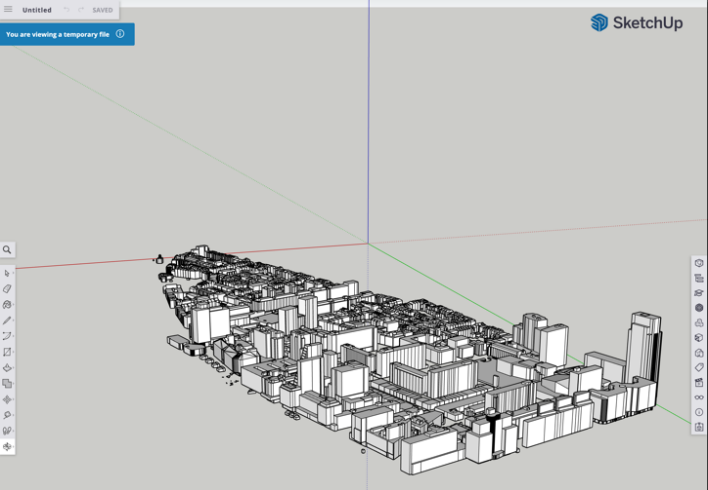 Untitled
SAVED
You are viewing a temporary file
SketchUp